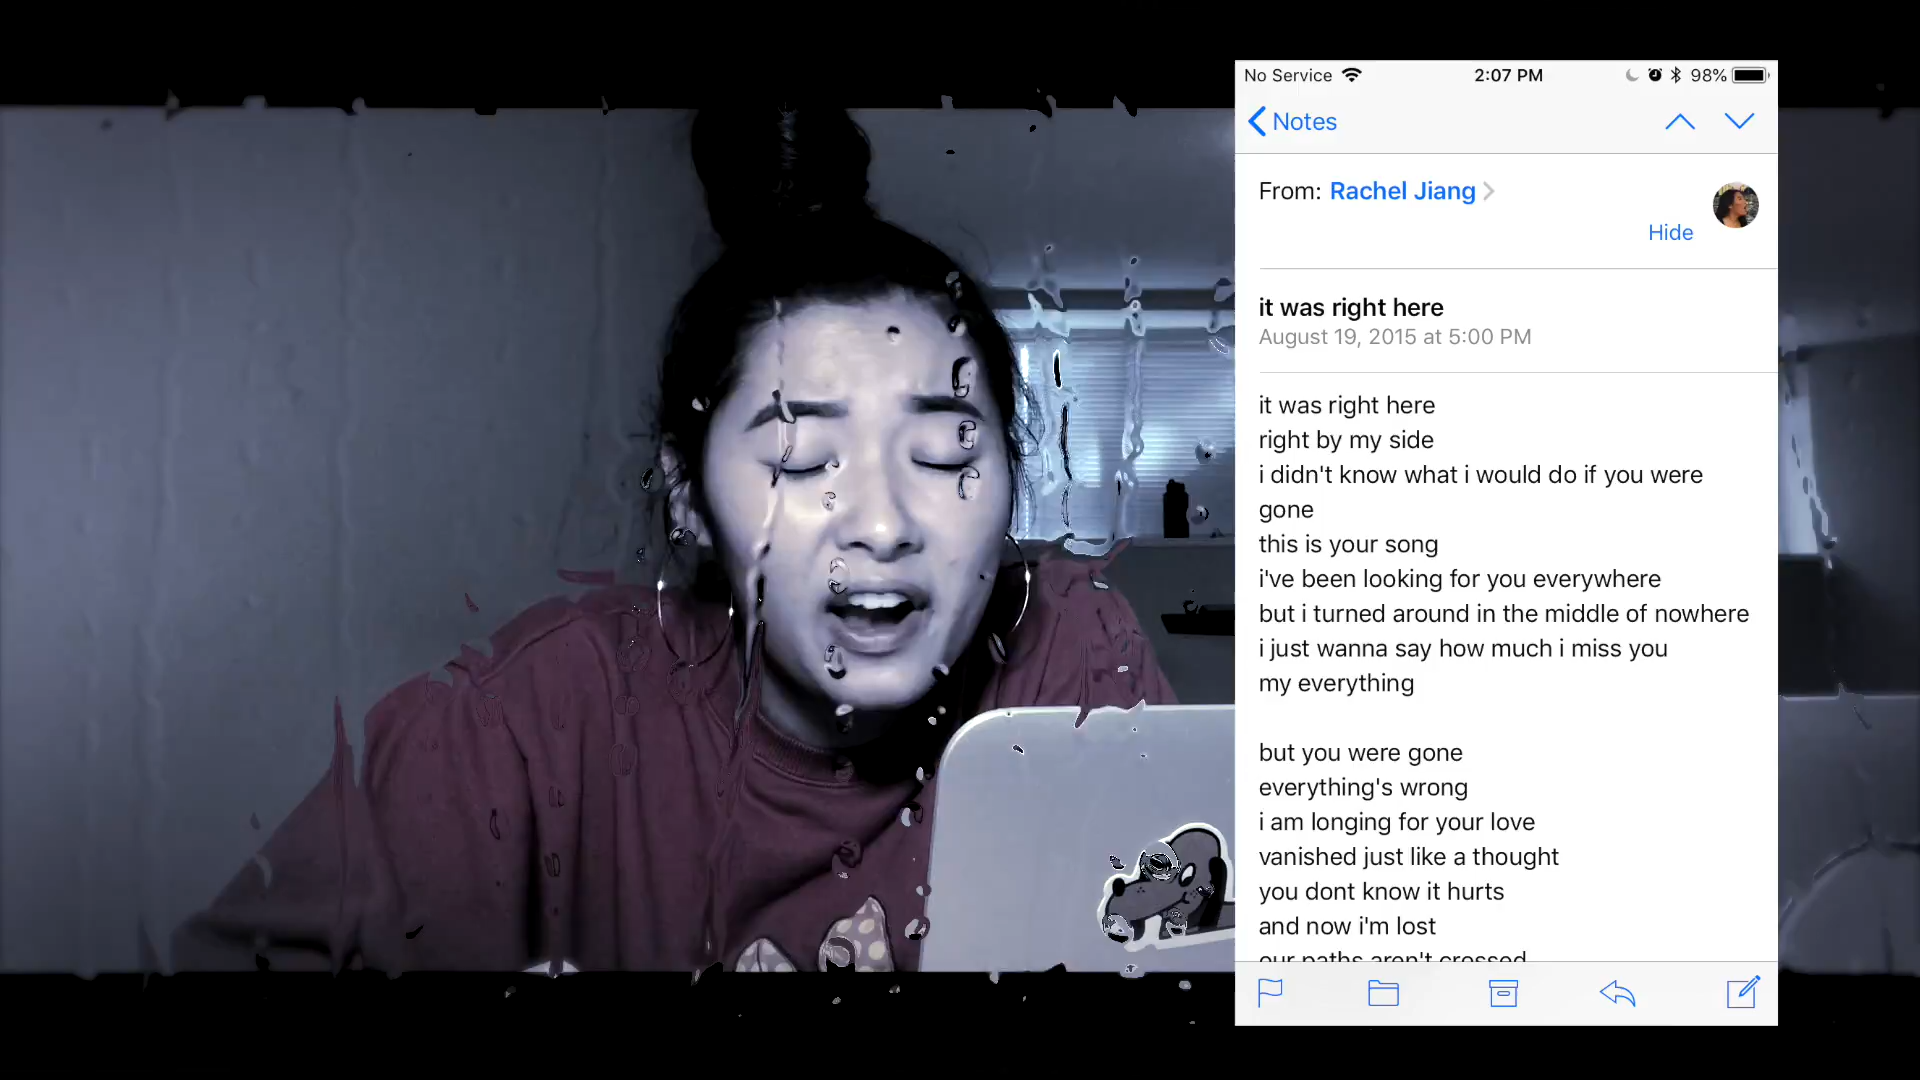 No Service 2:07 PM 98%
Notes
From: Rachel Jiang
Hide
it was right here
August 19, 2015 at 5:00 PM
it was right here
right by my side
i didn't know what i would do if you were
gone
this is your song
i've been looking for you everywhere
but i turned around in the middle of nowhere
i just wanna say how much i miss you
my everything
but you were gone
everything's wrong
i am longing for your love
vanished just like a thought
you dont know it hurts
and now i'm lost
our paths aren't crossed